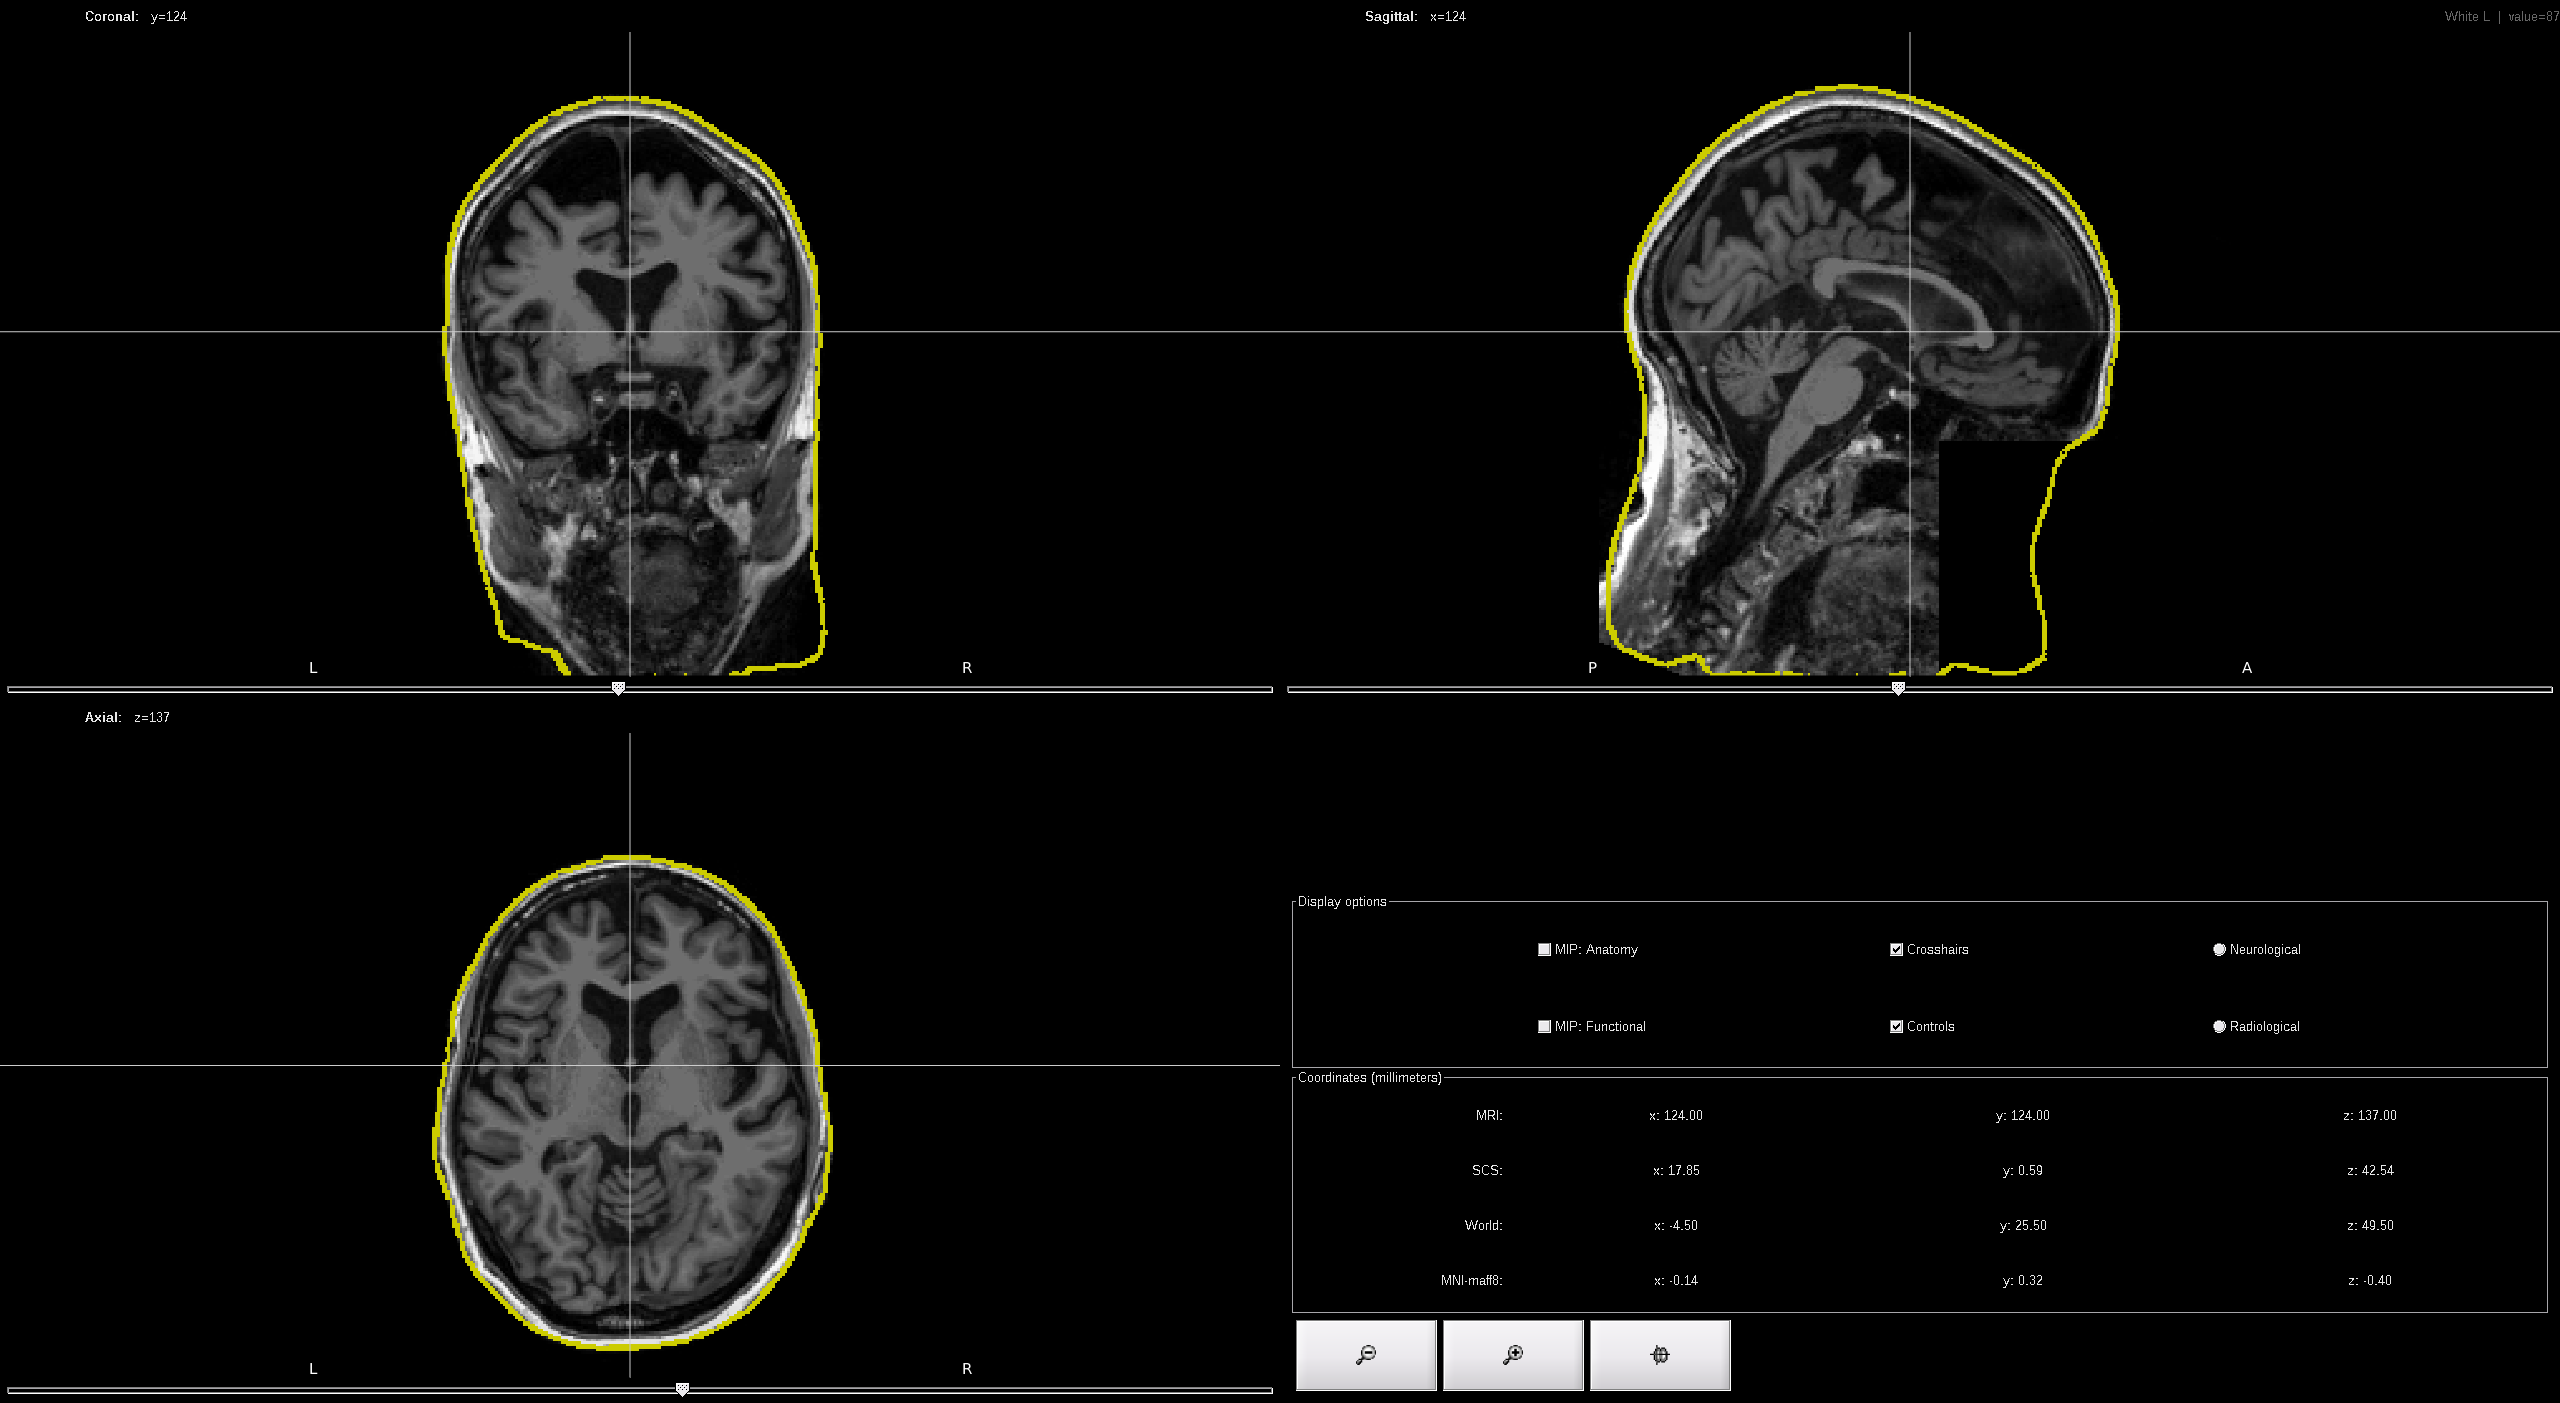 Coronal: y=124
Sagittal: x=124
White L | value=87
L
R
P
A
Axial: z=137
Display options
MIP: Anatomy
Crosshairs
Neurological
MIP: Functional
Controls
Radiological
Coordinates (millimeters)
MRI: x: 124.00 y: 124.00 z: 137.00
SCS: x: 17.85 y: 0.59 z: 42.54
World: x: -4.50 y: 25.50 z: 49.50
MNI-maff8: x: -0.14 y: 0.32 z: -0.40
L
R